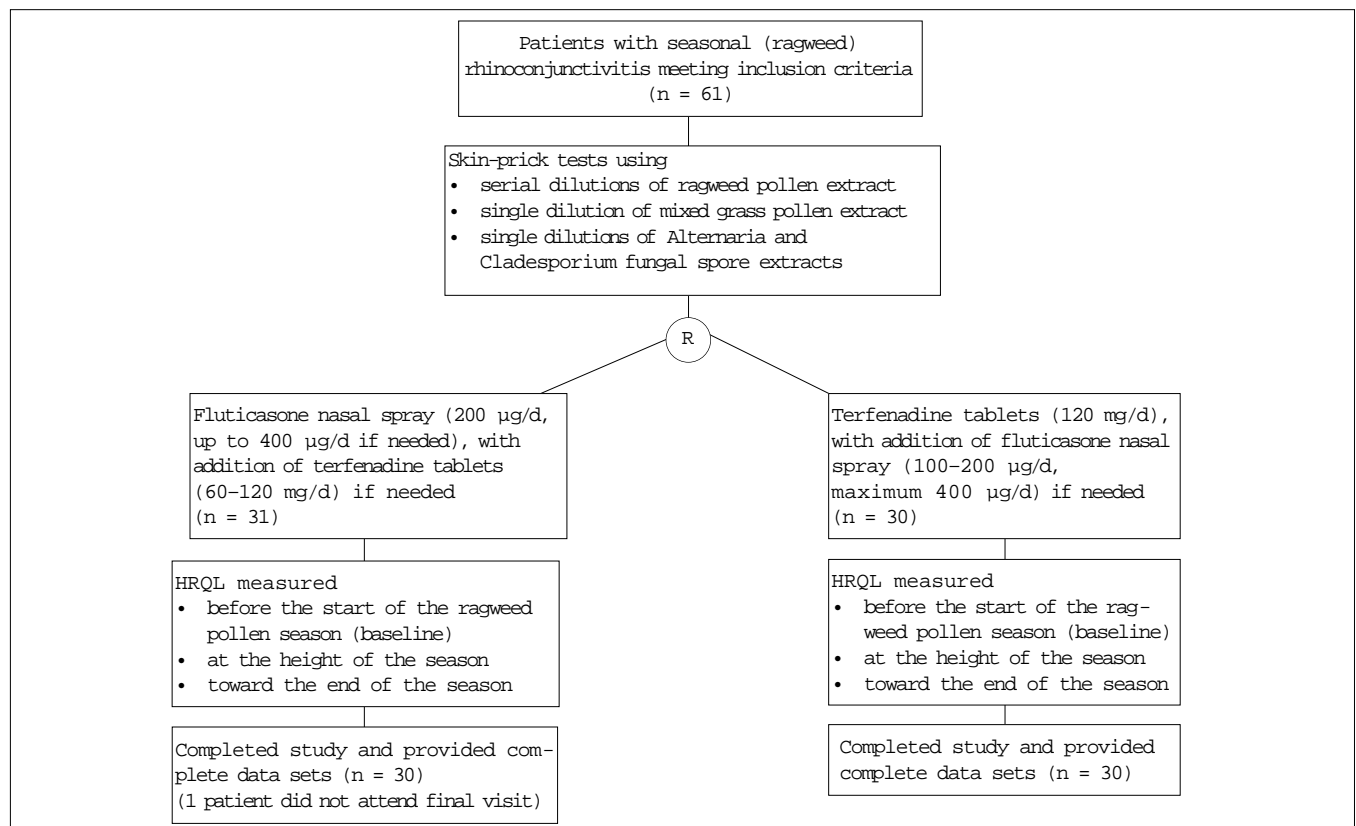 Patients with seasonal (ragweed)
rhinoconjunctivitis meeting inclusion criteria
(n = 61)
Skin-prick tests using
• serial dilutions of ragweed pollen extract
• single dilution of mixed grass pollen extract
• single dilutions of Alternaria and
Cladesporium fungal spore extracts
R
Fluticasone nasal spray (200 µg/d,
up to 400 µg/d if needed), with
addition of terfenadine tablets
(60–120 mg/d) if needed
(n = 31)
Terfenadine tablets (120 mg/d),
with addition of fluticasone nasal
spray (100–200 µg/d,
maximum 400 µg/d) if needed
(n = 30)
HRQL measured
• before the start of the ragweed
pollen season (baseline)
• at the height of the season
• toward the end of the season
HRQL measured
• before the start of the rag-
weed pollen season (baseline)
• at the height of the season
• toward the end of the season
Completed study and provided com-
plete data sets (n = 30)
(1 patient did not attend final visit)
Completed study and provided
complete data sets (n = 30)